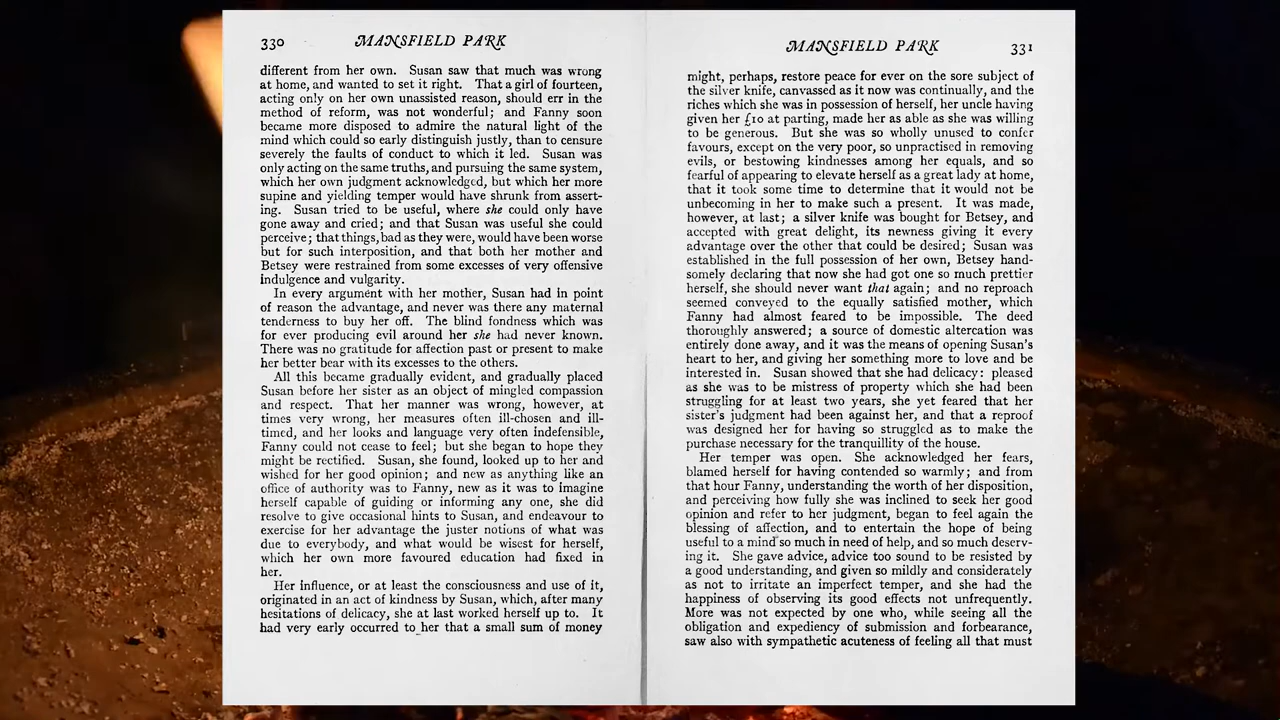 330
MANSFIELD PARK
different from her own. Susan saw that much was wrong
at home, and wanted to set it right. That a girl of fourteen,
acting only on her own unassisted reason, should err in the
method of reform, was not wonderful; and Fanny soon
became more disposed to admire the natural light of the
mind which could so early distinguish justly, than to censure
severely the faults of conduct to which it led. Susan was
only acting on the same truths, and pursuing the same system,
which her own judgment acknowledged, but which her more
supine and yielding temper would have shrunk from assert-
ing. Susan tried to be useful, where she could only have
gone away and cried; and that Susan was useful she could
perceive; that things, bad as they were, would have been worse
but for such interposition, and that both her mother and
Betsey were restrained from some excesses of very offensive
indulgence and vulgarity.
In every argument with her mother, Susan had in point
of reason the advantage, and never was there any maternal
tenderness to buy her off. The blind fondness which was
for ever producing evil around her she had never known.
There was no gratitude for affection past or present to make
her better bear with its excesses to the others.
All this became gradually evident, and gradually placed
Susan before her sister as an object of mingled compassion
and respect. That her manner was wrong, however, at
times very wrong, her measures often ill-chosen and ill-
timed, and her looks and language very often indefensible,
Fanny could not cease to feel; but she began to hope they
might be rectified. Susan, she found, looked up to her and
wished for her good opinion; and new as anything like an
office of authority was to Fanny, new as it was to imagine
herself capable of guiding or informing any one, she did
resolve to give occasional hints to Susan, and endeavour to
exercise for her advantage the juster notions of what was
due to everybody, and what would be wisest for herself,
which her own more favoured education had fixed in
her.
Her influence, or at least the consciousness and use of it,
originated in an act of kindness by Susan, which, after many
hesitations of delicacy, she at last worked herself up to. It
had very early occurred to her that a small sum of money
MANSFIELD PARK
331
might, perhaps, restore peace for ever on the sore subject of
the silver knife, canvassed as it now was continually, and the
riches which she was in possession of herself, her uncle having
given her £10 at parting, made her as able as she was willing
to be generous. But she was so wholly unused to confer
favours, except on the very poor, so unpractised in removing
evils, or bestowing kindnesses among her equals, and so
fearful of appearing to elevate herself as a great lady at home,
that it took some time to determine that it would not be
unbecoming in her to make such a present. It was made,
however, at last; a silver knife was bought for Betsey, and
accepted with great delight, its newness giving it every
advantage over the other that could be desired; Susan was
established in the full possession of her own, Betsey hand-
somely declaring that now she had got one so much prettier
herself, she should never want that again; and no reproach
seemed conveyed to the equally satisfied mother, which
Fanny had almost feared to be impossible. The deed
thoroughly answered; a source of domestic altercation was
entirely done away, and it was the means of opening Susan's
heart to her, and giving her something more to love and be
interested in. Susan showed that she had delicacy: pleased
as she was to be mistress of property which she had been
struggling for at least two years, she yet feared that her
sister's judgment had been against her, and that a reproof
was designed her for having so struggled as to make the
purchase necessary for the tranquillity of the house.
Her temper was open. She acknowledged her fears,
blamed herself for having contended so warmly; and from
that hour Fanny, understanding the worth of her disposition,
and perceiving how fully she was inclined to seek her good
opinion and refer to her judgment, began to feel again the
blessing of affection, and to entertain the hope of being
useful to a mind so much in need of help, and so much deserv-
ing it. She gave advice, advice too sound to be resisted by
a good understanding, and given so mildly and considerately
as not to irritate an imperfect temper, and she had the
happiness of observing its good effects not unfrequently.
More was not expected by one who, while seeing all the
obligation and expediency of submission and forbearance,
saw also with sympathetic acuteness of feeling all that must